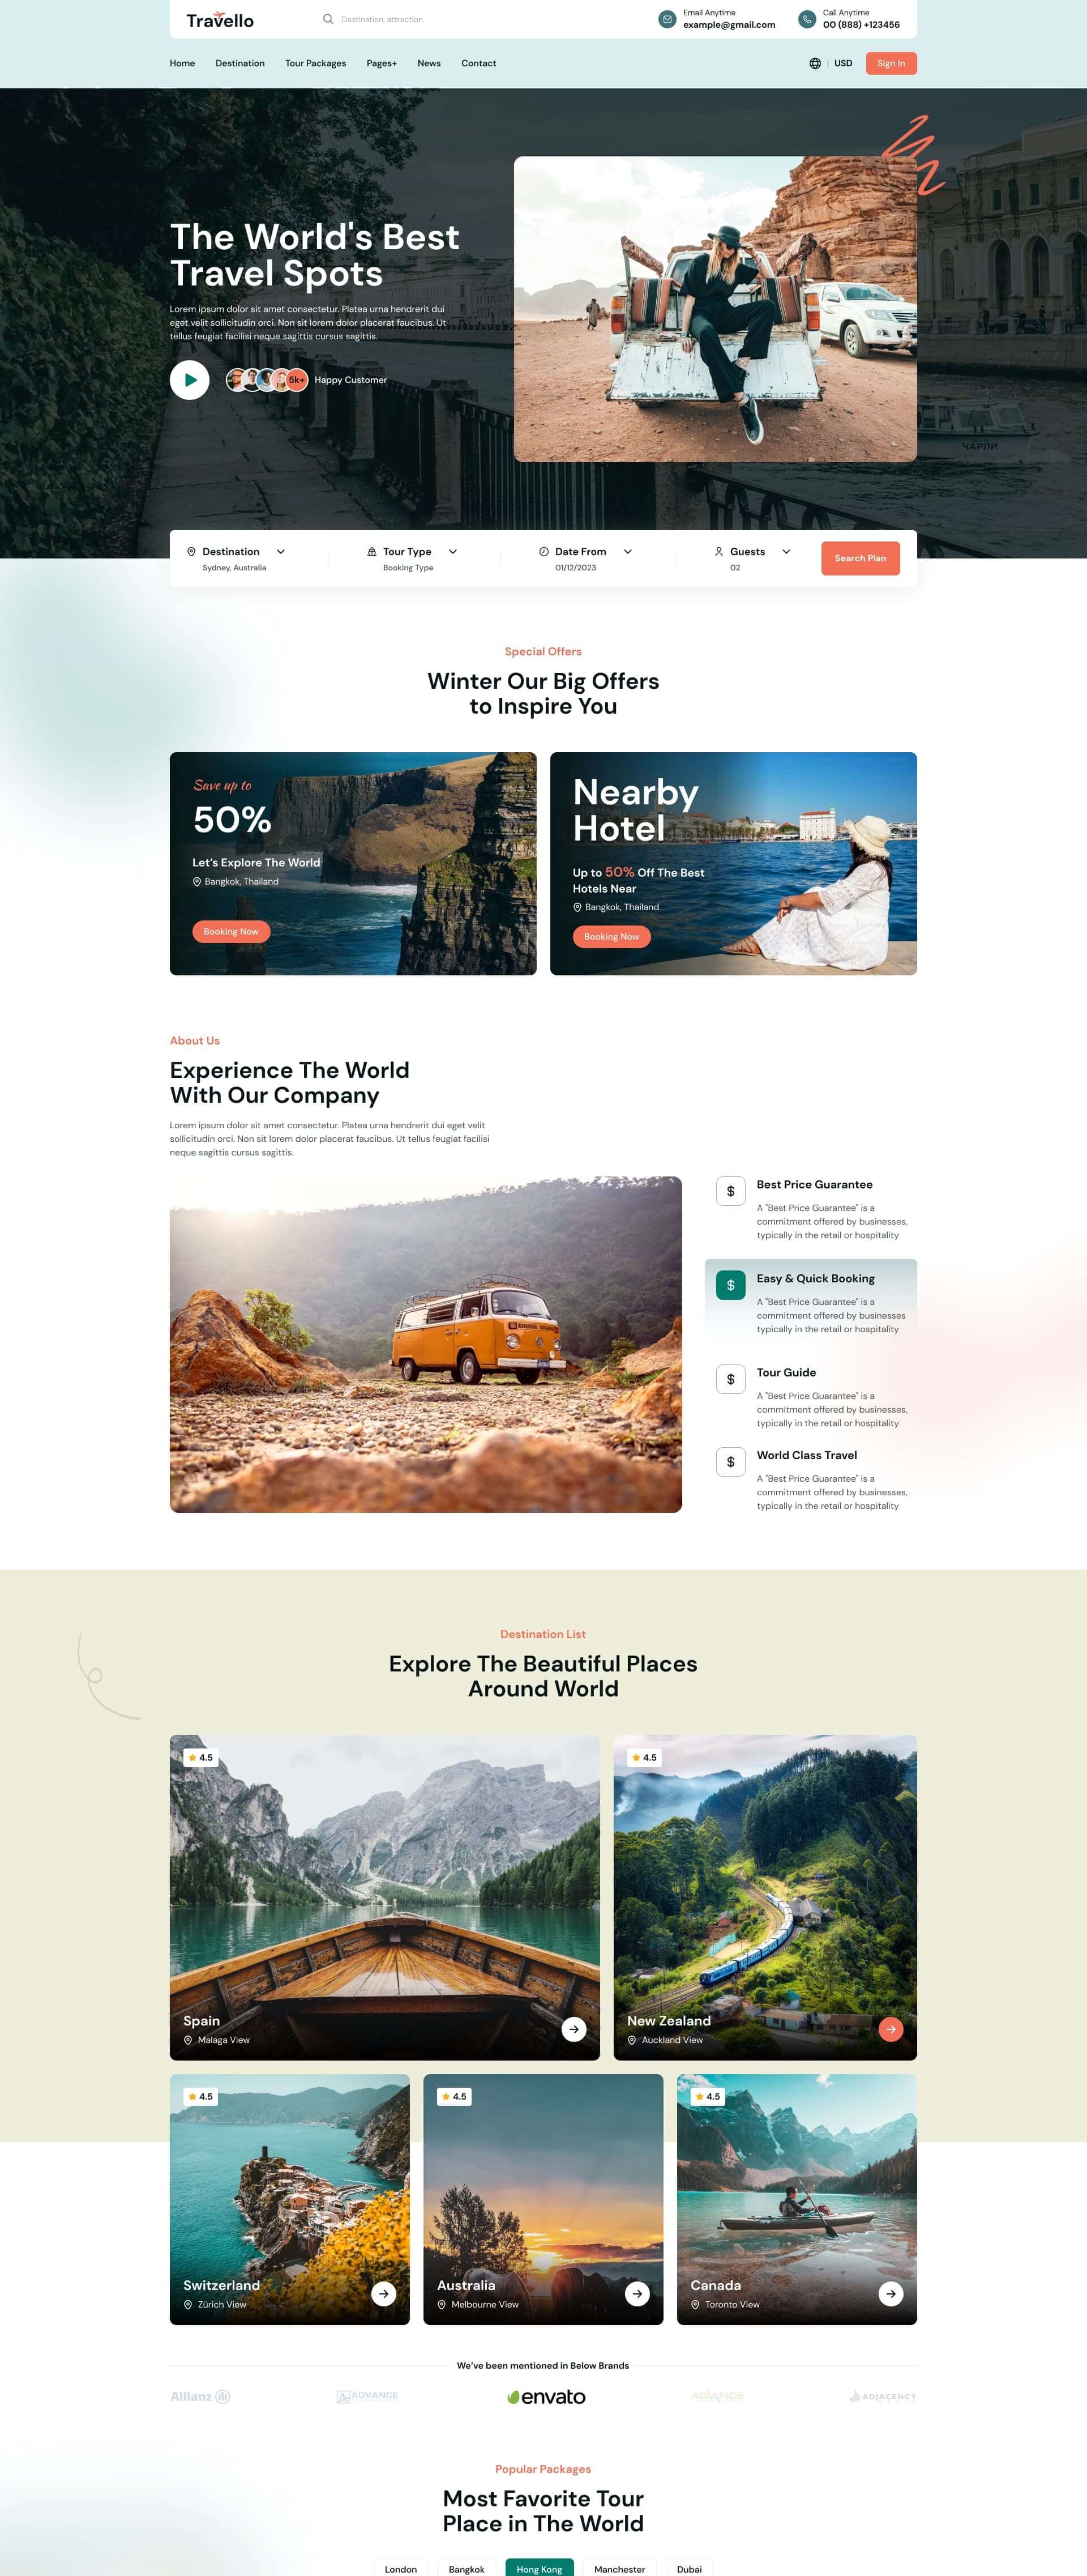 Travello
Destination, attraction
Email Anytime
example@gmail.com
Call Anytime
00 (888) +123456
Home Destination Tour Packages Pages+ News Contact
USD
Sign In
The World's Best
Travel Spots
Lorem ipsum dolor sit amet consectetur. Platea urna hendrerit dui
eget velit sollicitudin orci. Non sit lorem dolor placerat faucibus. Ut
tellus feugiat facilisi neque sagittis cursus sagittis.
5k+
Happy Customer
ЧАРЛИ
Destination
Sydney, Australia
Tour Type
Booking Type
Date From
01/12/2023
Guests
02
Search Plan
Special Offers
Winter Our Big Offers
to Inspire You
Save up to
50%
Let's Explore The World
Bangkok, Thailand
Booking Now
Nearby
Hotel
Up to 50% Off The Best
Hotels Near
Bangkok, Thailand
Booking Now
About Us
Experience The World
With Our Company
Lorem ipsum dolor sit amet consectetur. Platea urna hendrerit dui eget velit
sollicitudin orci. Non sit lorem dolor placerat faucibus. Ut tellus feugiat facilisi
neque sagittis cursus sagittis.
$
Best Price Guarantee
A "Best Price Guarantee" is a
commitment offered by businesses,
typically in the retail or hospitality
$
Easy & Quick Booking
A "Best Price Guarantee" is a
commitment offered by businesses
typically in the retail or hospitality
$
Tour Guide
A "Best Price Guarantee" is a
commitment offered by businesses,
typically in the retail or hospitality
$
World Class Travel
A "Best Price Guarantee" is a
commitment offered by businesses,
typically in the retail or hospitality
Destination List
Explore The Beautiful Places
Around World
4.5
Spain
Malaga View
4.5
New Zealand
Auckland View
4.5
Switzerland
Zürich View
4.5
Australia
Melbourne View
4.5
Canada
Toronto View
We've been mentioned in Below Brands
Allianz
ADVANCE
envato
ADVANCE
ADJACENCY
Popular Packages
Most Favorite Tour
Place in The World
London Bangkok Hong Kong Manchester Dubai